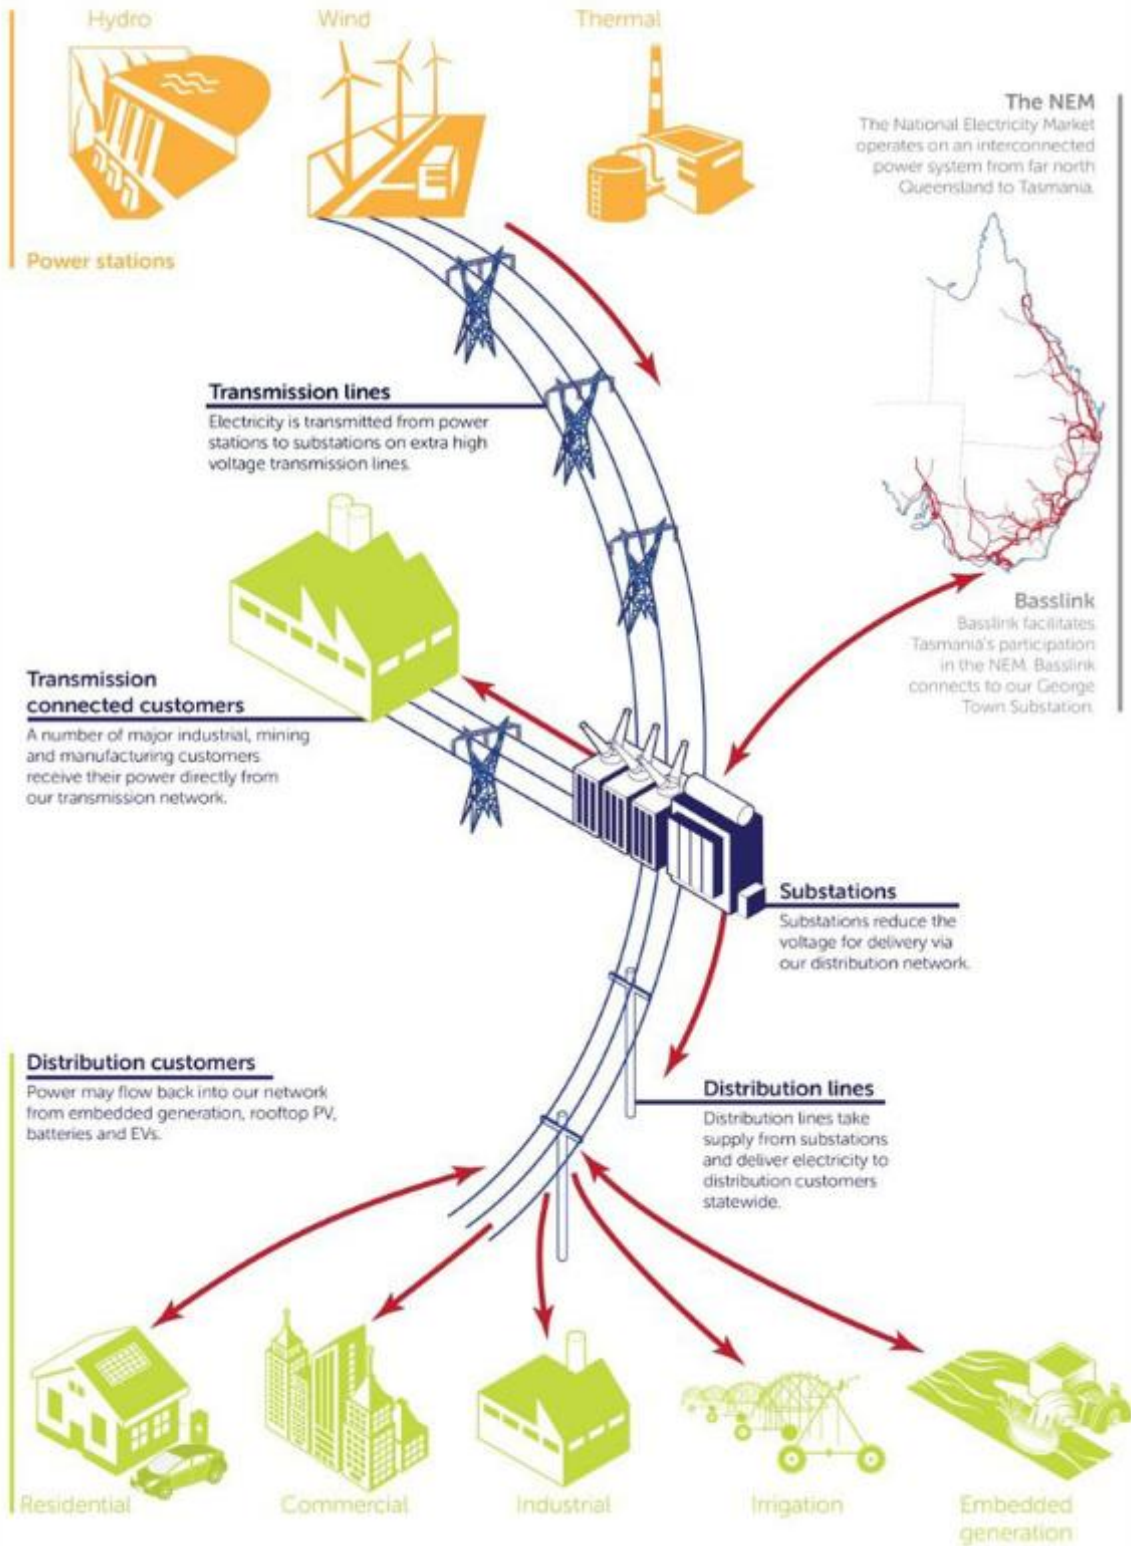 Hydro
Wind
Thermal
Power stations
The NEM
The National Electricity Market
operates on an interconnected
power system from far north
Queensland to Tasmania.
Transmission lines
Electricity is transmitted from power
stations to substations on extra high
voltage transmission lines.
Basslink
Basslink facilitates
Tasmania's participation
in the NEM. Basslink
connects to our George
Town Substation.
Transmission
connected customers
A number of major industrial, mining
and manufacturing customers
receive their power directly from
our transmission network.
Substations
Substations reduce the
voltage for delivery via
our distribution network.
Distribution customers
Power may flow back into our network
from embedded generation, rooftop PV,
batteries and EVs.
Distribution lines
Distribution lines take
supply from substations
and deliver electricity to
distribution customers
statewide.
Residential
Commercial
Industrial
Irrigation
Embedded
generation